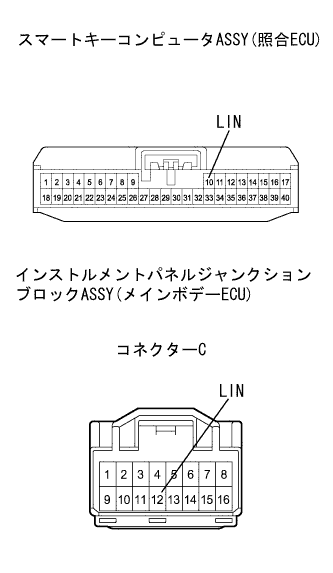 スマートキーコンピュータASSY(照合ECU)
LIN
1 2 3 4 5 6 7 8 9 10 11 12 13 14 15 16 17
18 19 20 21 22 23 24 25 26 27 28 29 30 31 32 33 34 35 36 37 38 39 40
インストルメントパネルジャンクション
ブロックASSY(メインボデーECU)
コネクターC
LIN
1 2 3 4 5 6 7 8
9 10 11 12 13 14 15 16